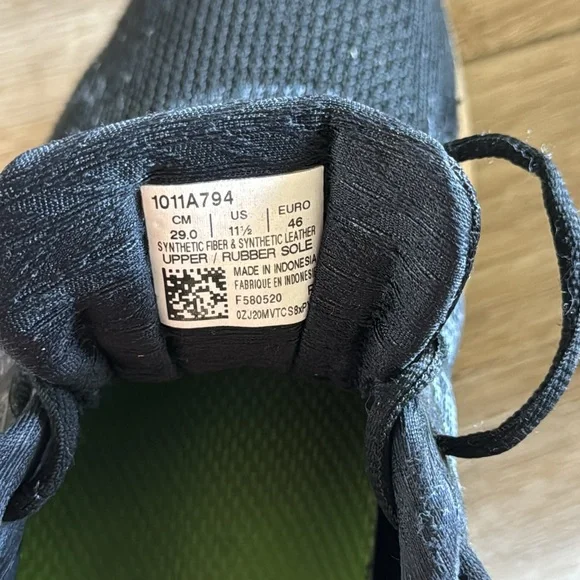 1011A794
CM US EURO
29.0 11½ 46
SYNTHETIC FIBER & SYNTHETIC LEATHER
UPPER / RUBBER SOLE
MADE IN INDONESIA
FABRIQUE EN INDONESIE
F580520